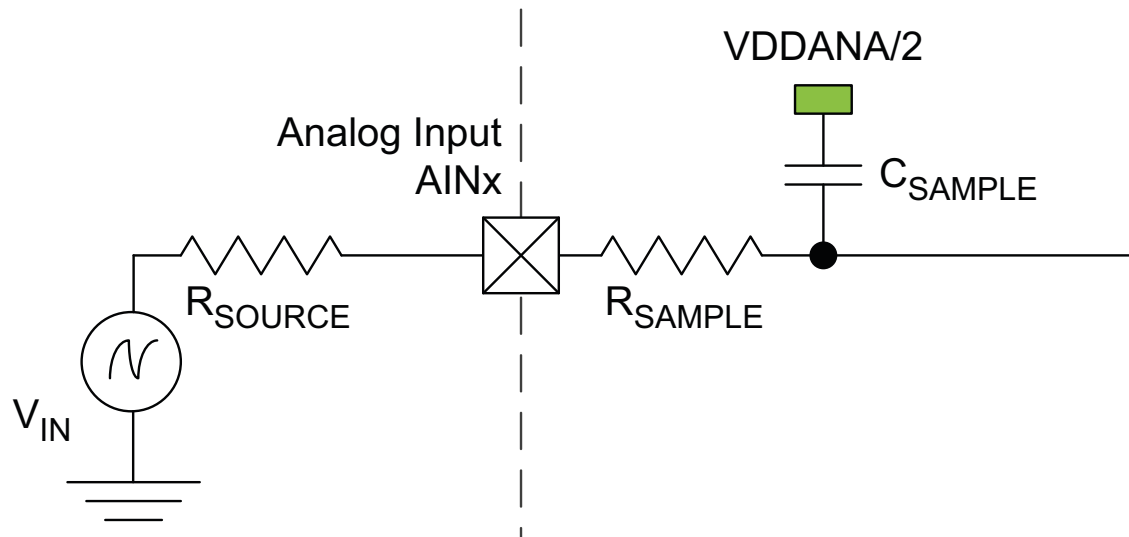 VDDANA/2
Analog Input
AINx
CSAMPLE
RSOURCE
RSAMPLE
VIN